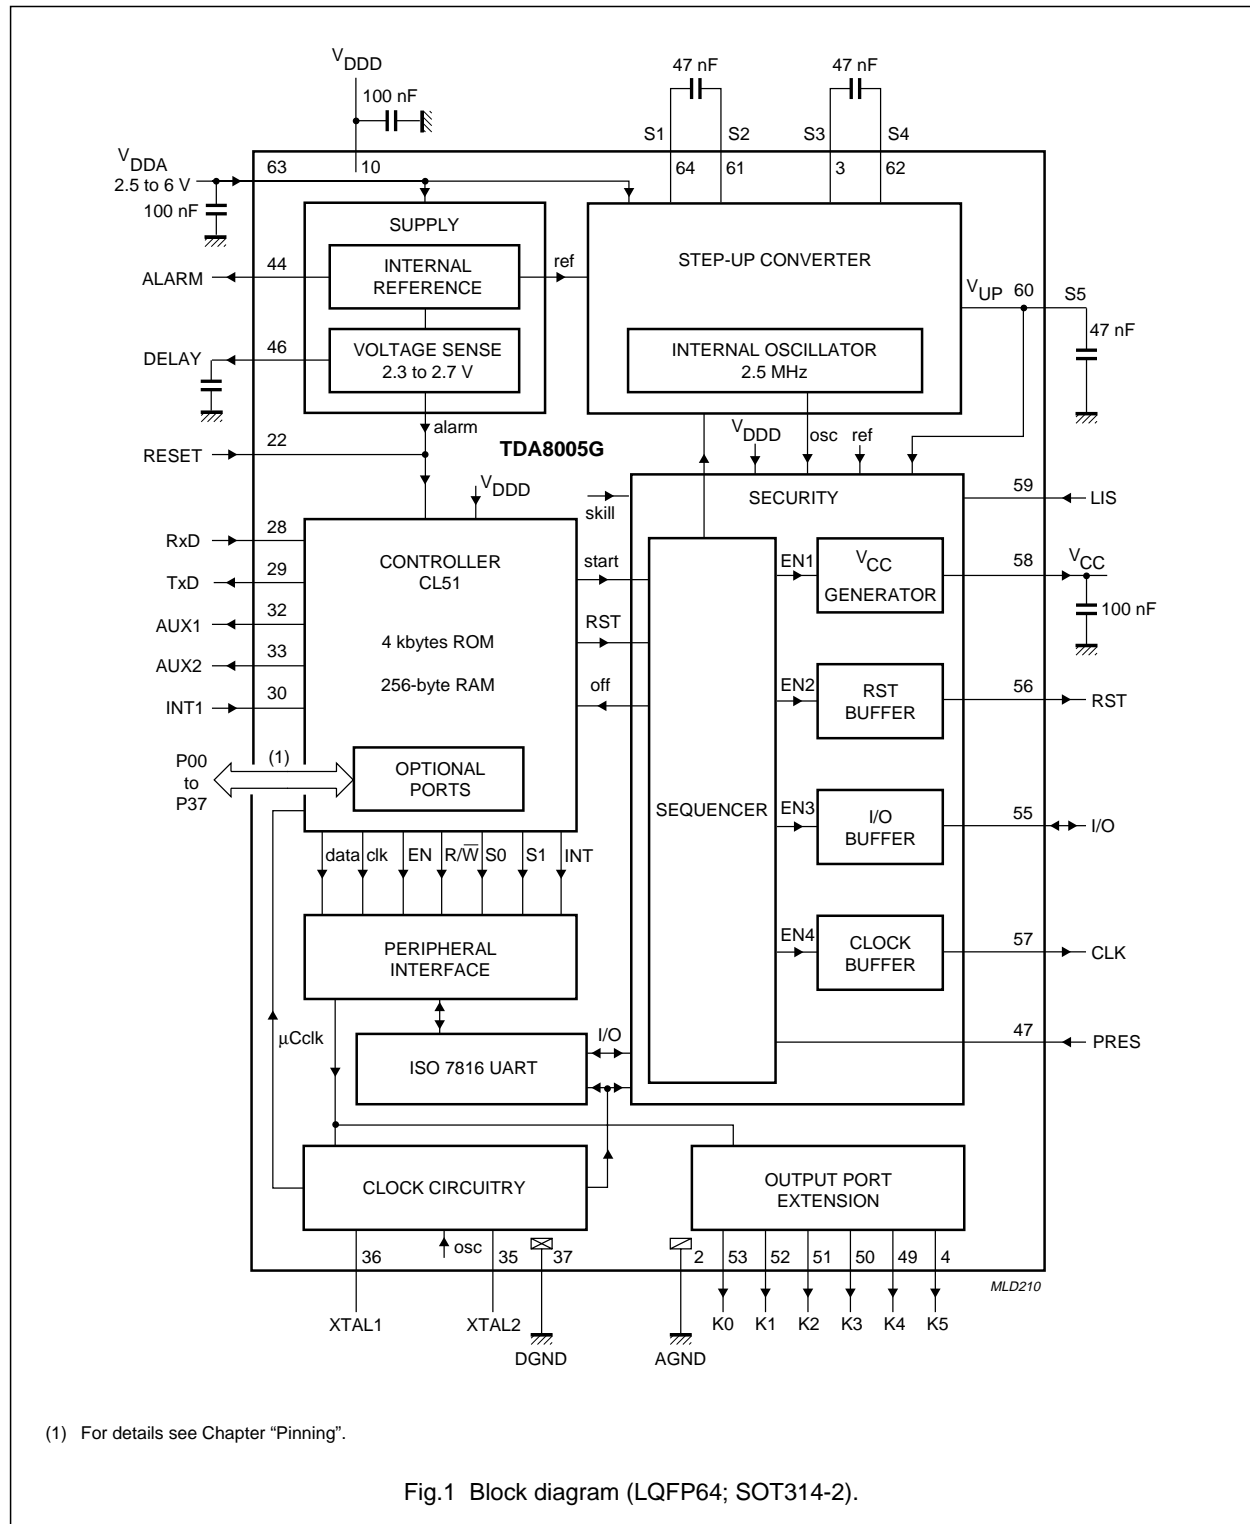 VDDD
100 nF
47 nF
47 nF
S1
S2
S3
S4
VDDA
2.5 to 6 V
100 nF
63
10
64
61
3
62
SUPPLY
INTERNAL
REFERENCE
ref
STEP-UP CONVERTER
ALARM
44
VUP
60
S5
47 nF
DELAY
46
VOLTAGE SENSE
2.3 to 2.7 V
INTERNAL OSCILLATOR
2.5 MHz
alarm
TDA8005G
VDDD
osc
ref
RESET
22
VDDD
skill
SECURITY
59
LIS
RxD
28
CONTROLLER
CL51
start
EN1
VCC
GENERATOR
58
VCC
100 nF
TxD
29
AUX1
32
4 kbytes ROM
RST
AUX2
33
256-byte RAM
off
EN2
RST
BUFFER
56
RST
INT1
30
P00
to
P37
(1)
OPTIONAL
PORTS
SEQUENCER
EN3
I/O
BUFFER
55
I/O
data
clk
EN
R/W̅
S0
S1
INT
PERIPHERAL
INTERFACE
EN4
CLOCK
BUFFER
57
CLK
μCclk
ISO 7816 UART
I/O
47
PRES
CLOCK CIRCUITRY
OUTPUT PORT
EXTENSION
36
osc
35
37
2
53
52
51
50
49
4
MLD210
XTAL1
XTAL2
DGND
AGND
K0
K1
K2
K3
K4
K5
(1) For details see Chapter “Pinning”.
Fig.1 Block diagram (LQFP64; SOT314-2).